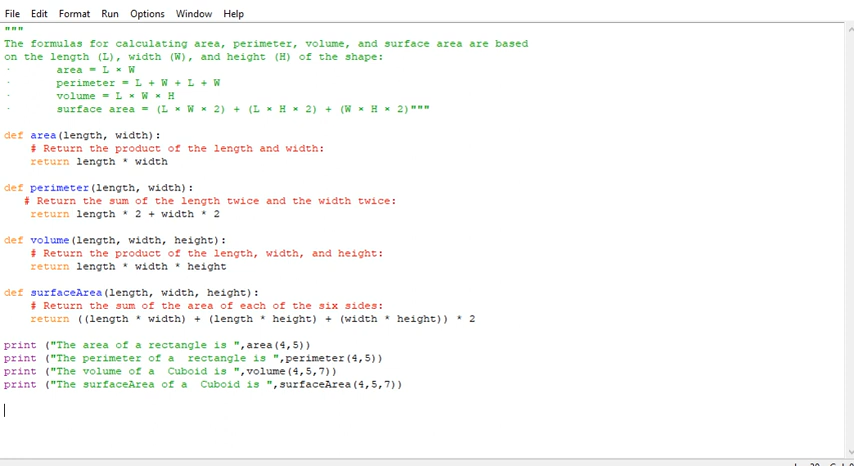 File Edit Format Run Options Window Help
"""
The formulas for calculating area, perimeter, volume, and surface area are based
on the length (L), width (W), and height (H) of the shape:
· area = L × W
· perimeter = L + W + L + W
· volume = L × W × H
· surface area = (L × W × 2) + (L × H × 2) + (W × H × 2)"""
def area(length, width):
# Return the product of the length and width:
return length * width
def perimeter(length, width):
# Return the sum of the length twice and the width twice:
return length * 2 + width * 2
def volume(length, width, height):
# Return the product of the length, width, and height:
return length * width * height
def surfaceArea(length, width, height):
# Return the sum of the area of each of the six sides:
return ((length * width) + (length * height) + (width * height)) * 2
print ("The area of a rectangle is ",area(4,5))
print ("The perimeter of a  rectangle is ",perimeter(4,5))
print ("The volume of a  Cuboid is ",volume(4,5,7))
print ("The surfaceArea of a  Cuboid is ",surfaceArea(4,5,7))